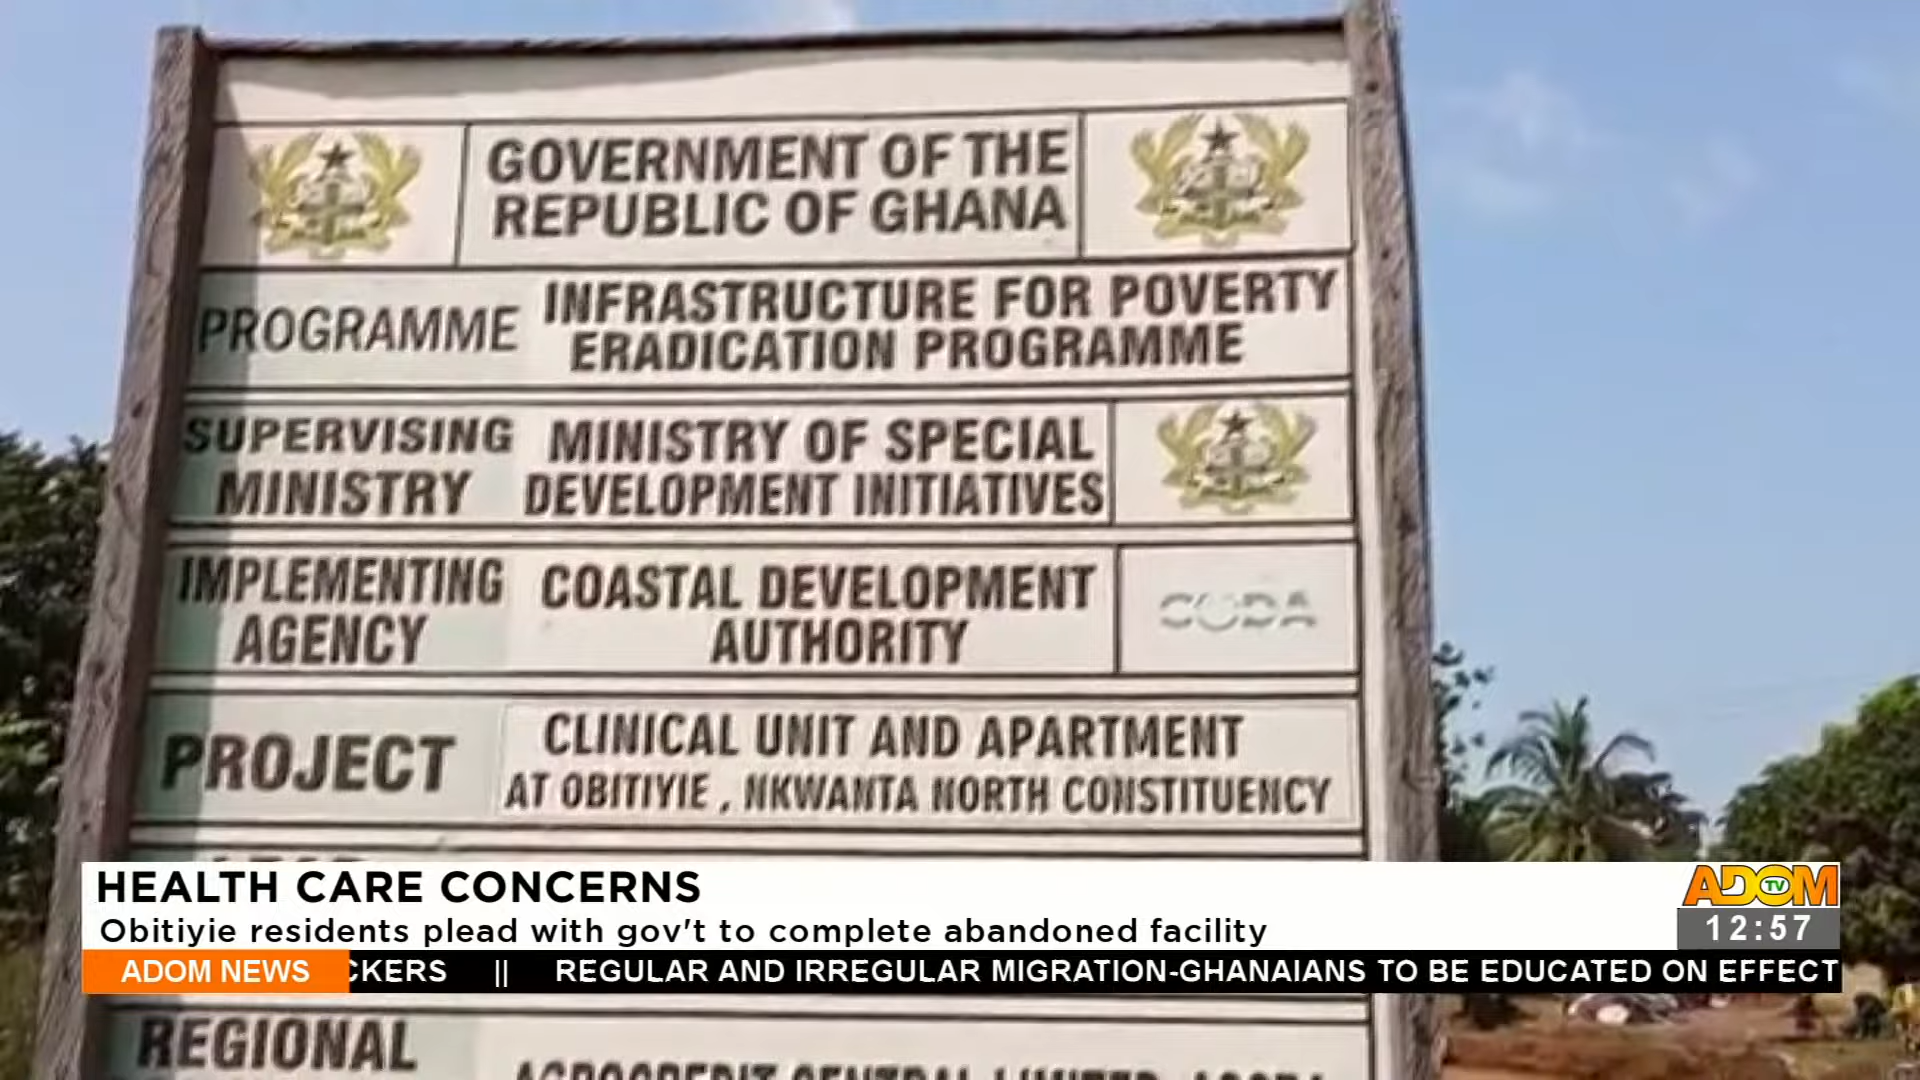 GOVERNMENT OF THE
REPUBLIC OF GHANA
PROGRAMME
INFRASTRUCTURE FOR POVERTY
ERADICATION PROGRAMME
SUPERVISING
MINISTRY
MINISTRY OF SPECIAL
DEVELOPMENT INITIATIVES
IMPLEMENTING
AGENCY
COASTAL DEVELOPMENT
AUTHORITY
CODA
PROJECT
CLINICAL UNIT AND APARTMENT
AT OBITIYIE , NKWANTA NORTH CONSTITUENCY
HEALTH CARE CONCERNS
Obitiyie residents plead with gov't to complete abandoned facility
ADOM TV
12:57
ADOM NEWS
CKERS || REGULAR AND IRREGULAR MIGRATION-GHANAIANS TO BE EDUCATED ON EFFECT
REGIONAL